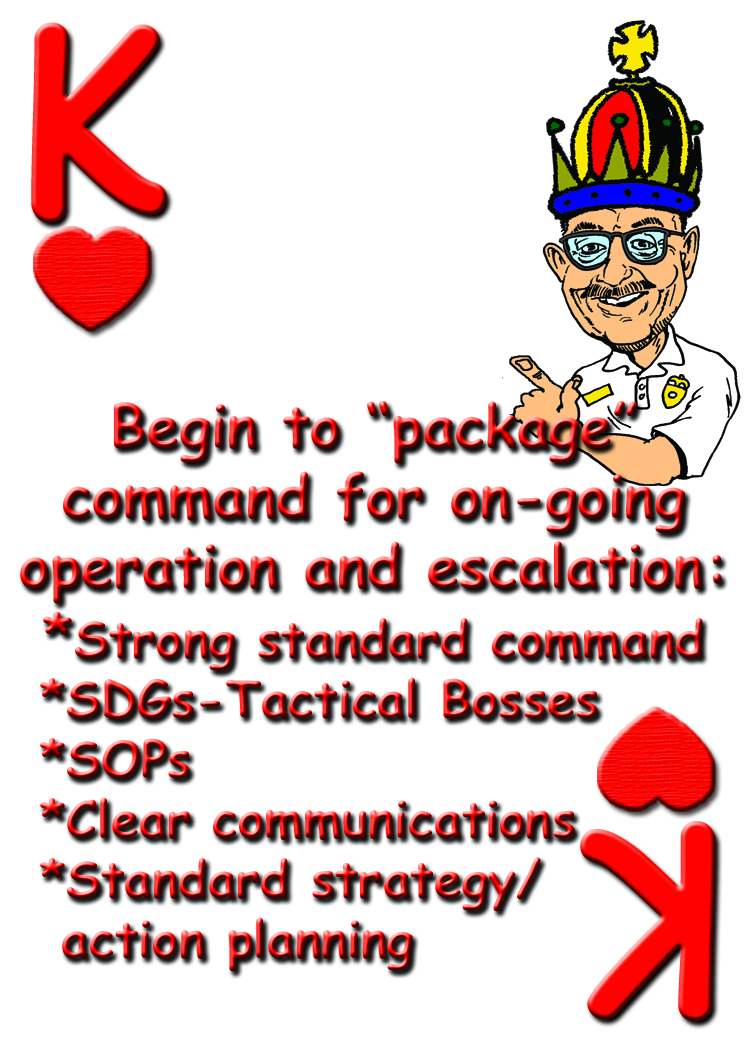 K
Begin to “package”
command for on-going
operation and escalation:
*Strong standard command
*SDGs-Tactical Bosses
*SOPs
*Clear communications
*Standard strategy/
action planning
K